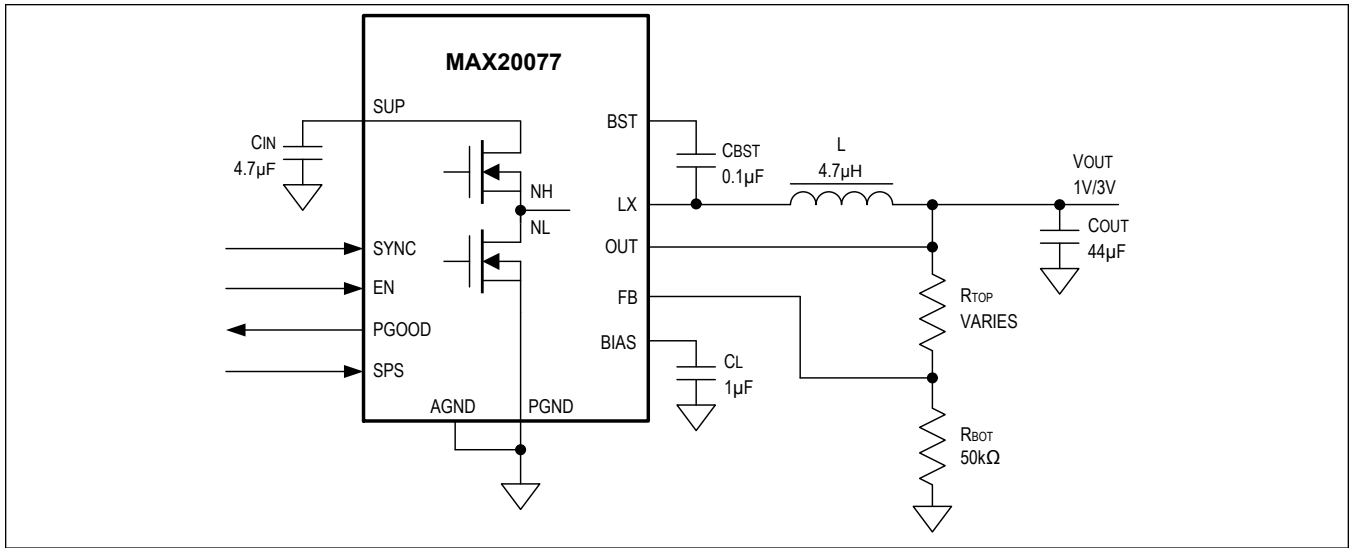 MAX20077
SUP
CIN
4.7µF
NH
NL
SYNC
EN
PGOOD
SPS
AGND
PGND
BST
LX
OUT
FB
BIAS
CBST
0.1µF
L
4.7µH
VOUT
1V/3V
COUT
44µF
RTOP
VARIES
CL
1µF
RBOT
50kΩ